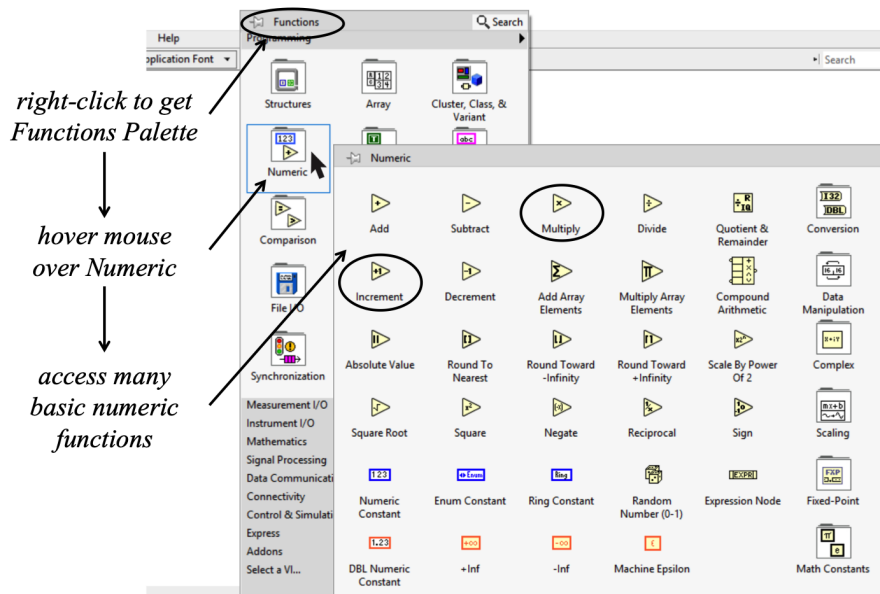 Functions
Search
Programming
Help
pplication Font
Search
right-click to get
Functions Palette
hover mouse
over Numeric
access many
basic numeric
functions
Structures
Array
Cluster, Class, &
Variant
Numeric
Comparison
File I/O
Synchronization
Measurement I/O
Instrument I/O
Mathematics
Signal Processing
Data Communicati
Connectivity
Control & Simulati
Express
Addons
Select a VI...
Numeric
Add
Subtract
Multiply
Divide
Quotient &
Remainder
Conversion
Increment
Decrement
Add Array
Elements
Multiply Array
Elements
Compound
Arithmetic
Data
Manipulation
Absolute Value
Round To
Nearest
Round Toward
-Infinity
Round Toward
+Infinity
Scale By Power
Of 2
Complex
Square Root
Square
Negate
Reciprocal
Sign
Scaling
Numeric
Constant
Enum Constant
Ring Constant
Random
Number (0-1)
Expression Node
Fixed-Point
DBL Numeric
Constant
+Inf
-Inf
Machine Epsilon
Math Constants